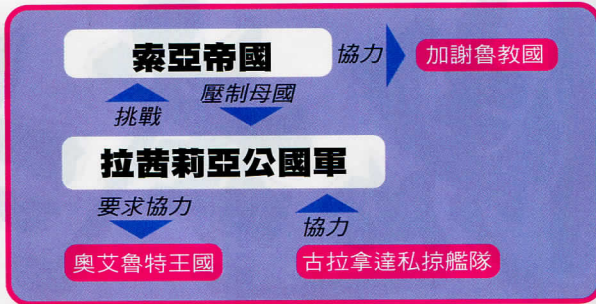 索亞帝國
協力
加謝魯教國
挑戰
壓制母國
拉茜莉亞公國軍
要求協力
協力
奧艾魯特王國
古拉拿達私掠艦隊